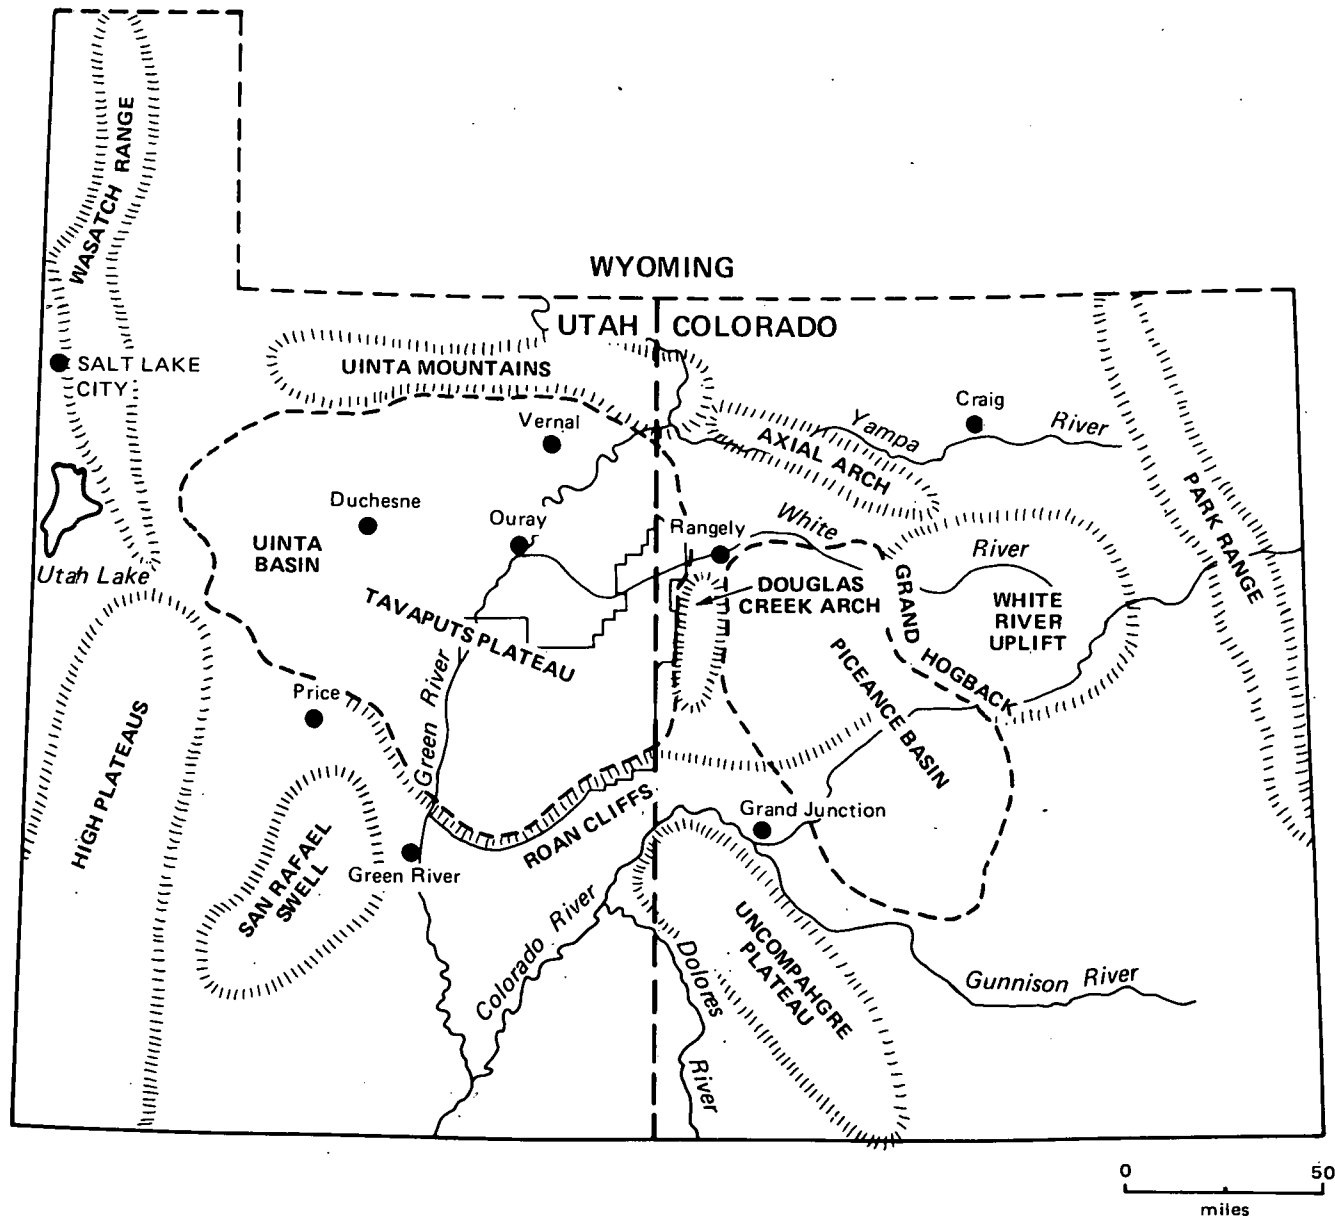 WYOMING
UTAH
COLORADO
WASATCH RANGE
SALT LAKE
CITY
UINTA MOUNTAINS
Vernal
Craig
Yampa
River
AXIAL ARCH
PARK RANGE
Duchesne
Ouray
Rangely
White
River
UINTA
BASIN
Utah Lake
DOUGLAS
CREEK ARCH
GRAND
HOGBACK
WHITE
RIVER
UPLIFT
TAVAPUTS PLATEAU
PICEANCE BASIN
Price
Green River
HIGH PLATEAUS
ROAN CLIFFS
Grand Junction
SAN RAFAEL
SWELL
Green River
Colorado River
Dolores
River
UNCOMPAHGRE
PLATEAU
Gunnison River
0
50
miles